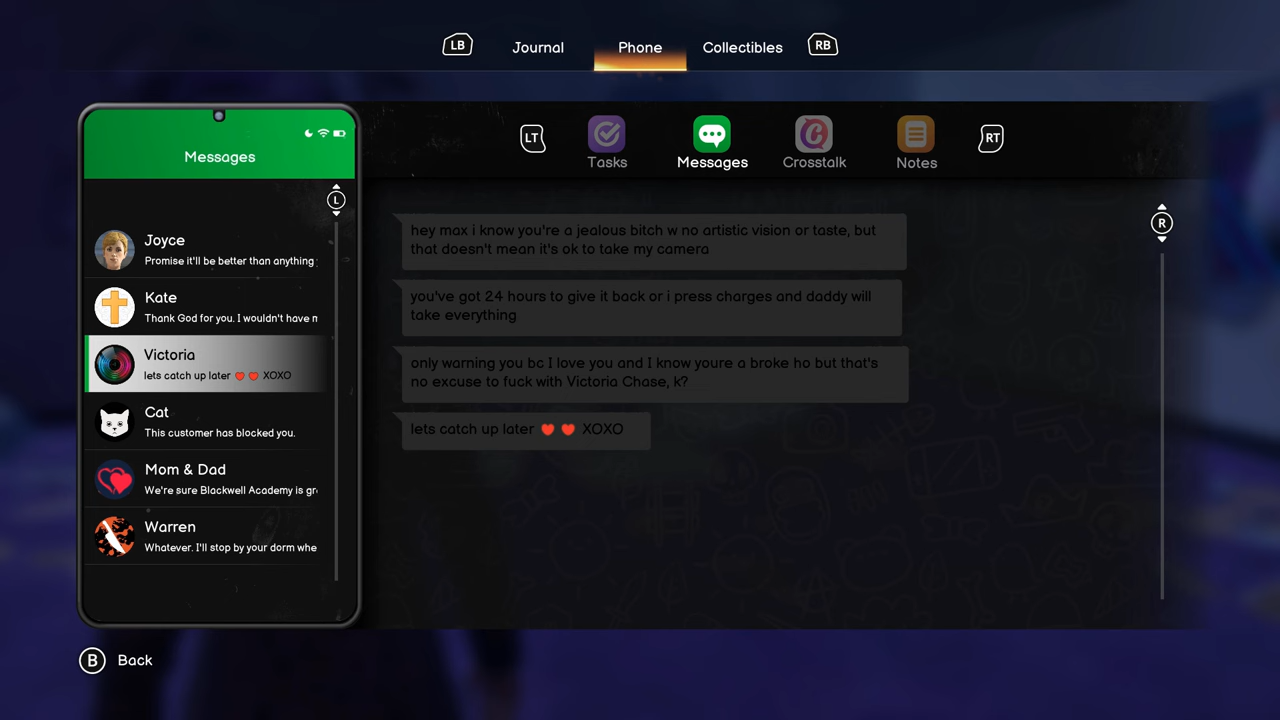 LB
Journal
Phone
Collectibles
RB
Messages
L
Joyce
Promise it'll be better than anything
Kate
Thank God for you. I wouldn't have
Victoria
lets catch up later ❤️ ❤️ XOXO
Cat
This customer has blocked you.
Mom & Dad
We're sure Blackwell Academy is
Warren
Whatever. I'll stop by your dorm
LT
Tasks
Messages
Crosstalk
Notes
RT
hey max i know you're a jealous bitch w no artistic vision or taste, but
that doesn't mean it's ok to take my camera
you've got 24 hours to give it back or i press charges and daddy will
take everything
only warning you bc I love you and I know youre a broke ho but that's
no excuse to fuck with Victoria Chase, k?
lets catch up later ❤️ ❤️ XOXO
R
B
Back